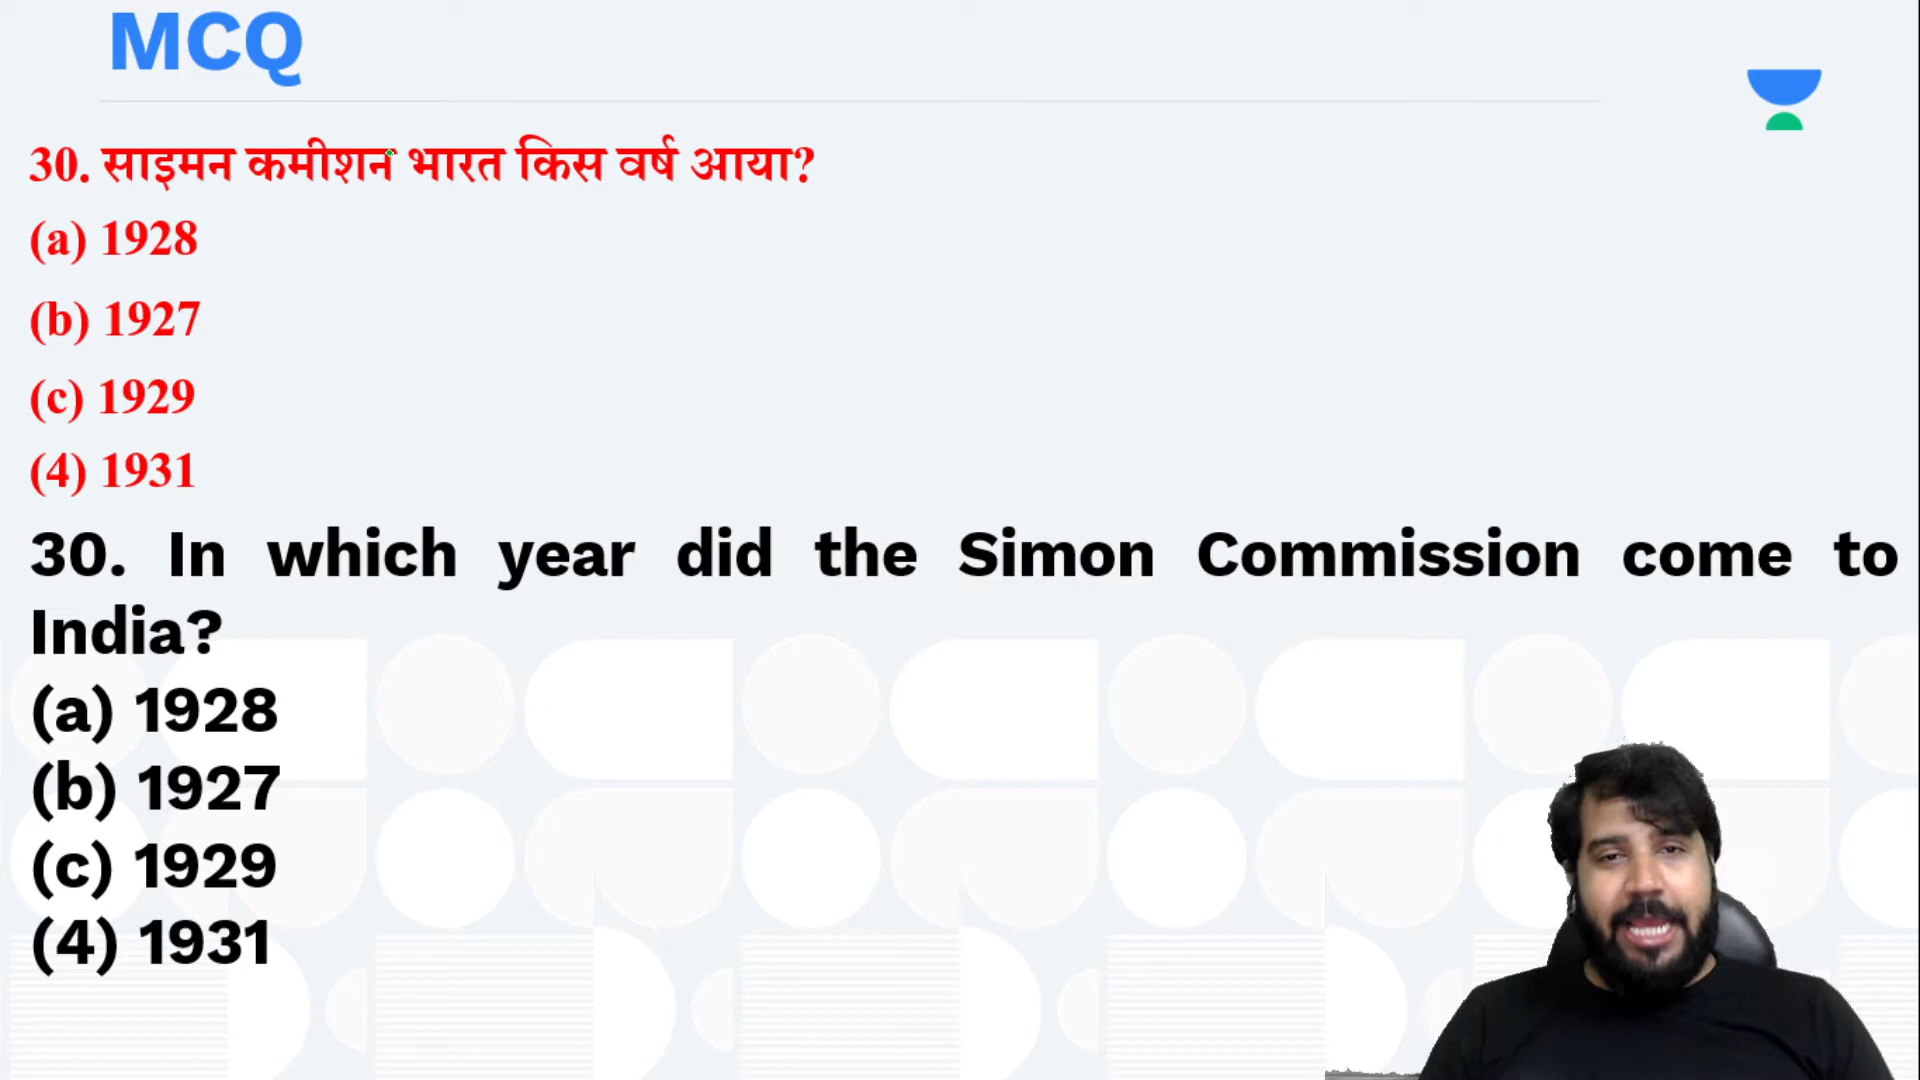 MCQ
30. साइमन कमीशन भारत किस वर्ष आया?
(a) 1928
(b) 1927
(c) 1929
(4) 1931
30. In which year did the Simon Commission come to
India?
(a) 1928
(b) 1927
(c) 1929
(4) 1931